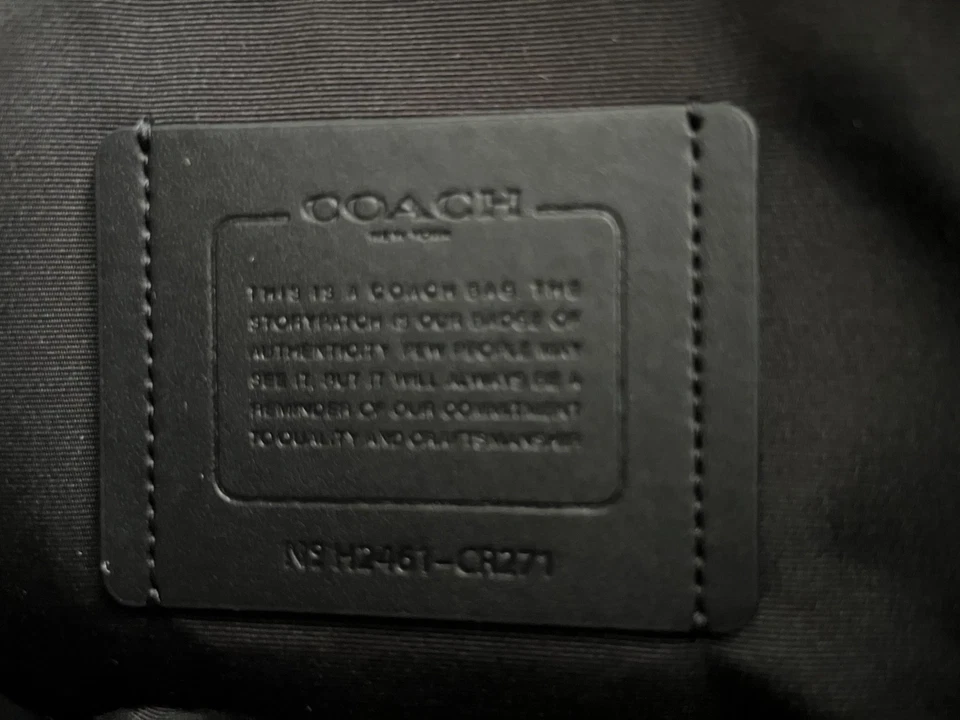 COACH
NEW YORK
THIS IS A COACH BAG. THE
STORYPATCH IS OUR BADGE OF
AUTHENTICITY. FEW PEOPLE MAY
SEE IT, BUT IT WILL ALWAYS BE A
REMINDER OF OUR COMMITMENT
TO QUALITY AND CRAFTSMANSHIP.
Nº H2461-CR271